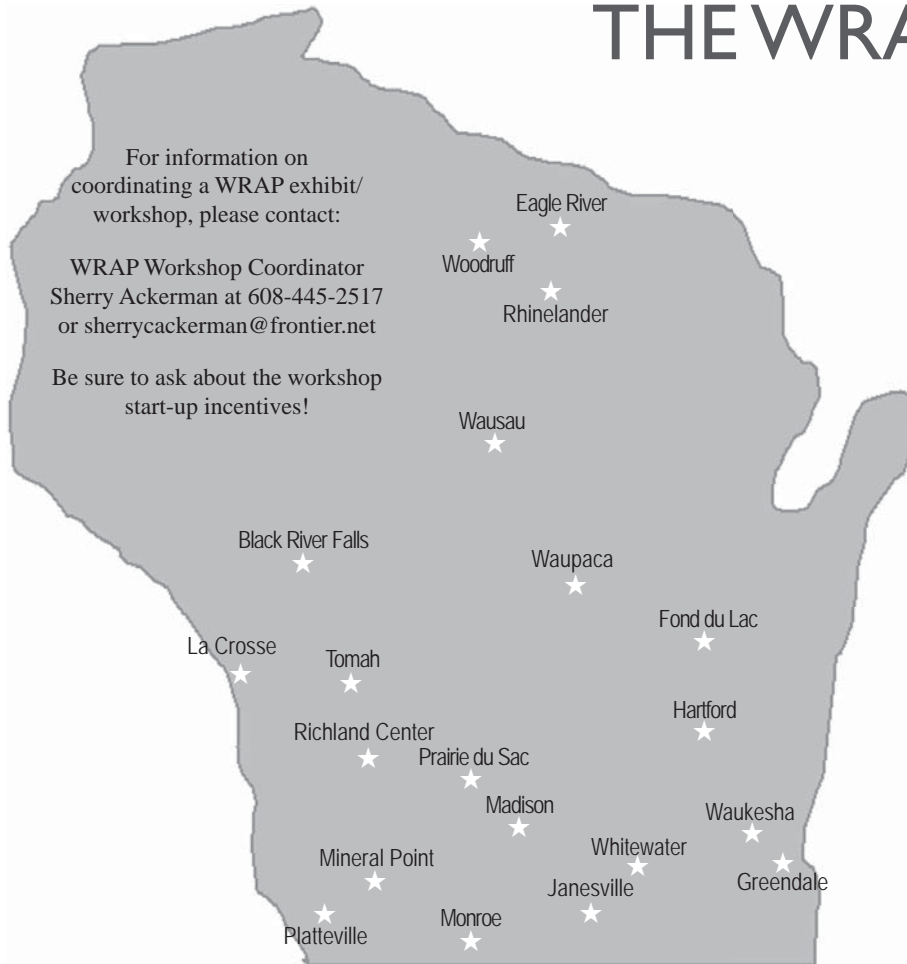 THE WRA
For information on
coordinating a WRAP exhibit/
workshop, please contact:
WRAP Workshop Coordinator
Sherry Ackerman at 608-445-2517
or sherrycackerman@frontier.net
Be sure to ask about the workshop
start-up incentives!
Eagle River
Woodruff
Rhinelander
Wausau
Black River Falls
Waupaca
Fond du Lac
La Crosse
Tomah
Hartford
Richland Center
Prairie du Sac
Madison
Waukesha
Whitewater
Mineral Point
Greendale
Janesville
Monroe
Platteville